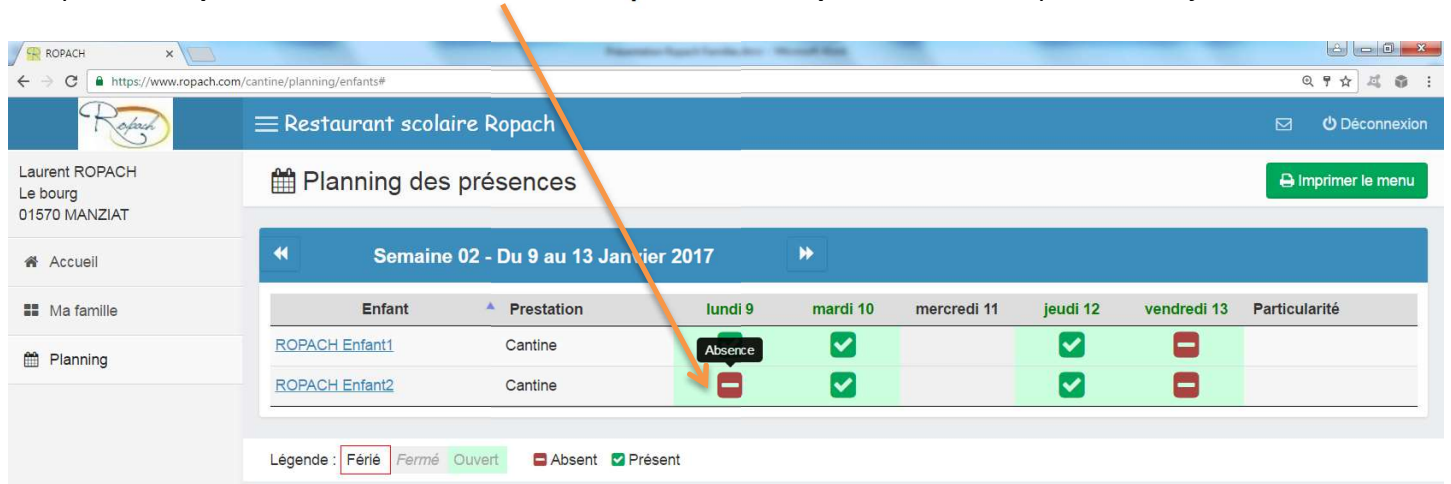 ROPACH
https://www.ropach.com/cantine/planning/enfants#
Ropach
Restaurant scolaire Ropach
Déconnexion
Laurent ROPACH
Le bourg
01570 MANZIAT
Planning des présences
Imprimer le menu
Accueil
Ma famille
Planning
Semaine 02 - Du 9 au 13 Janvier 2017
Enfant Prestation lundi 9 mardi 10 mercredi 11 jeudi 12 vendredi 13 Particularité
ROPACH Enfant1 Cantine
Absence
ROPACH Enfant2 Cantine
Légende : Férié Fermé Ouvert Absent Présent